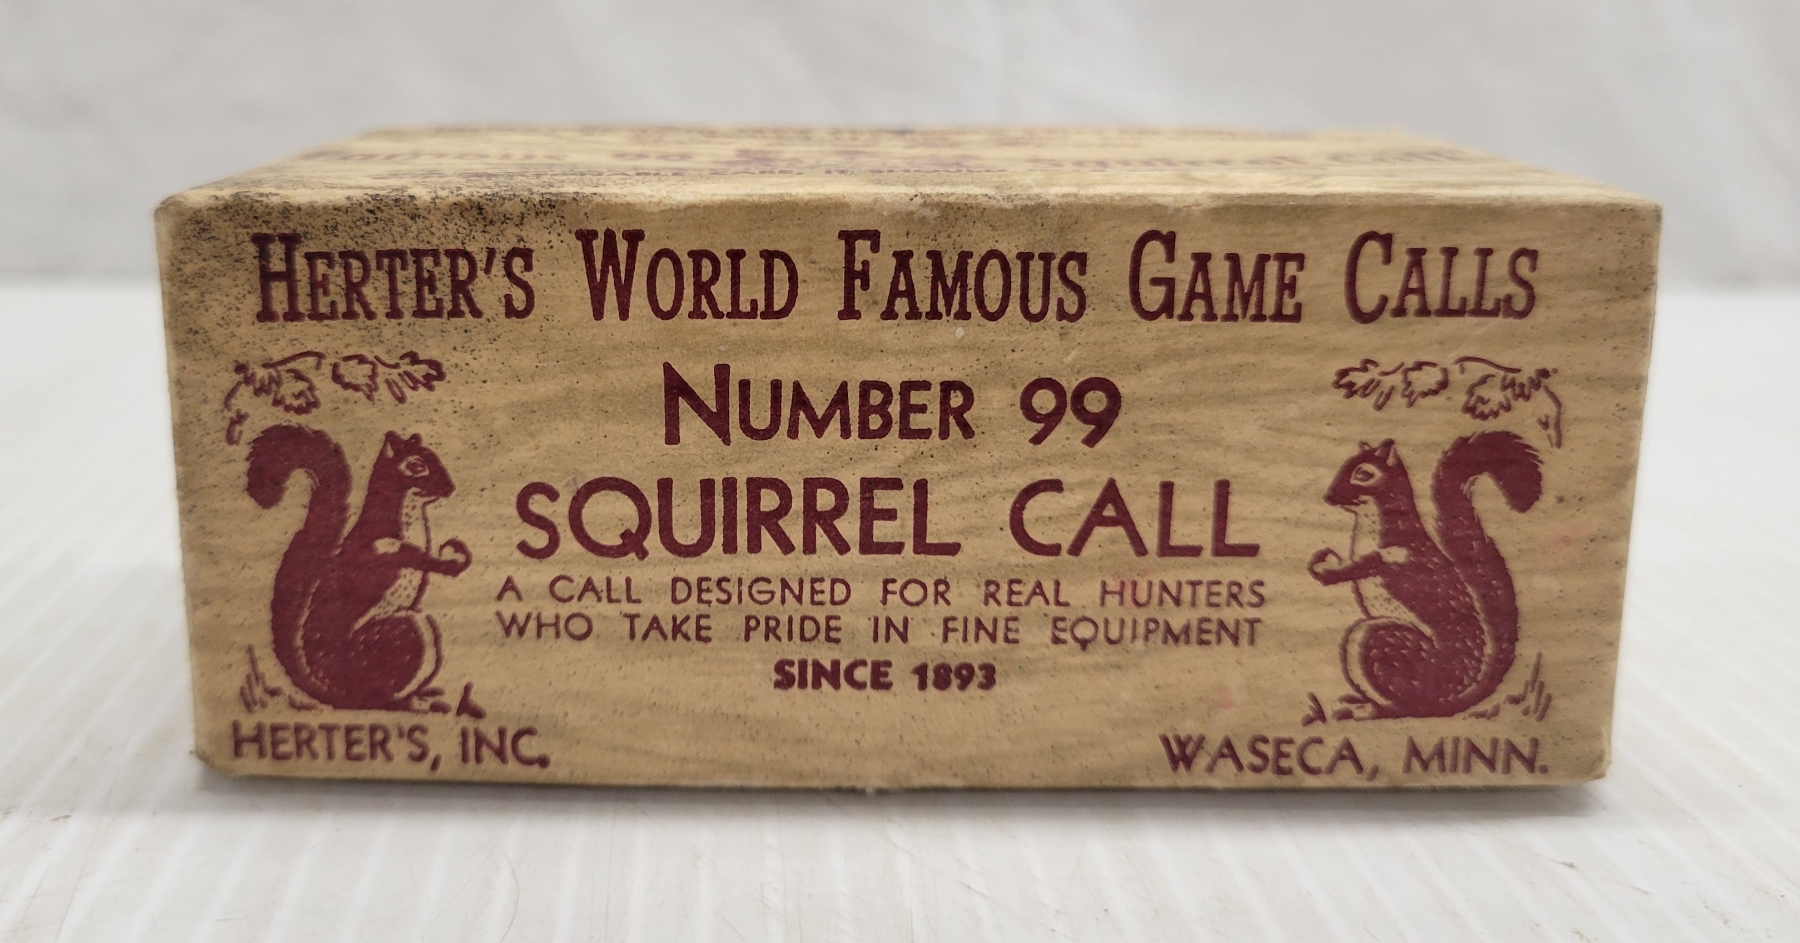 HERTER'S WORLD FAMOUS GAME CALLS
NUMBER 99
SQUIRREL CALL
A CALL DESIGNED FOR REAL HUNTERS
WHO TAKE PRIDE IN FINE EQUIPMENT
SINCE 1893
HERTER'S, INC.
WASECA, MINN.